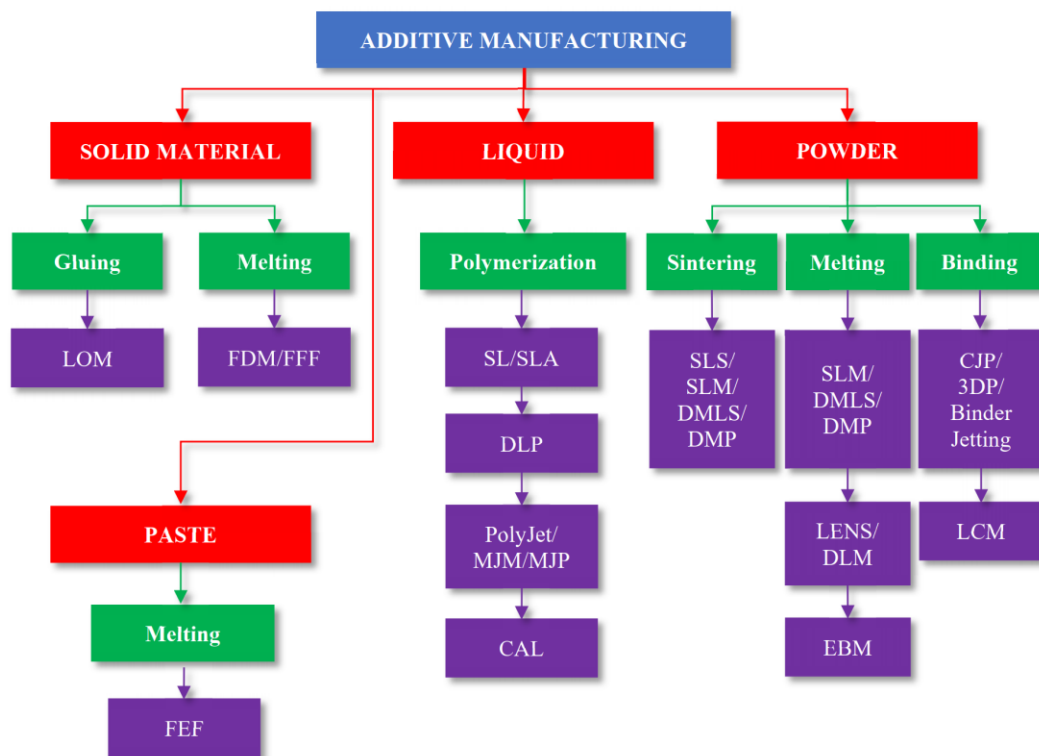 ADDITIVE MANUFACTURING
SOLID MATERIAL
LIQUID
POWDER
Gluing
Melting
Polymerization
Sintering
Melting
Binding
LOM
FDM/FFF
SL/SLA
SLS/
SLM/
DMLS/
DMP
SLM/
DMLS/
DMP
CJP/
3DP/
Binder
Jetting
DLP
PASTE
PolyJet/
MJM/MJP
LENS/
DLM
LCM
Melting
CAL
EBM
FEF